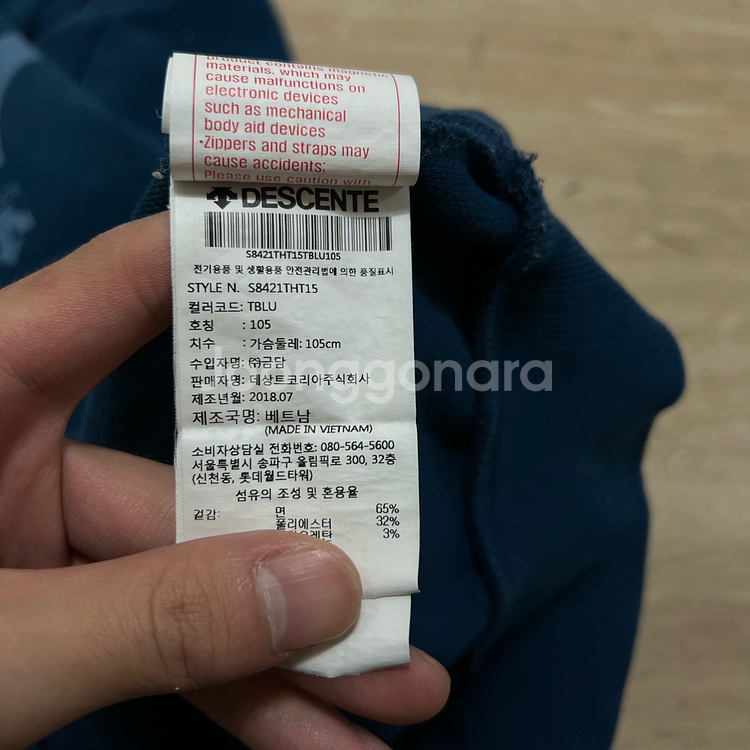 product contains magnetic
materials, which may
cause malfunctions on
electronic devices
such as mechanical
body aid devices
•Zippers and straps may
cause accidents;
Please use caution with
DESCENTE
S8421THT15TBLU105
전기용품 및 생활용품 안전관리법에 의한 품질표시
STYLE N. S8421THT15
컬러코드: TBLU
호칭 : 105
치수 : 가슴둘레: 105cm
수입자명: ㈜금담
판매자명: 데상트코리아주식회사
제조년월: 2018.07
제조국명: 베트남
(MADE IN VIETNAM)
소비자상담실 전화번호: 080-564-5600
서울특별시 송파구 올림픽로 300, 32층
(신천동, 롯데월드타워)
섬유의 조성 및 혼용율
겉감: 면 65%
폴리에스터 32%
3%